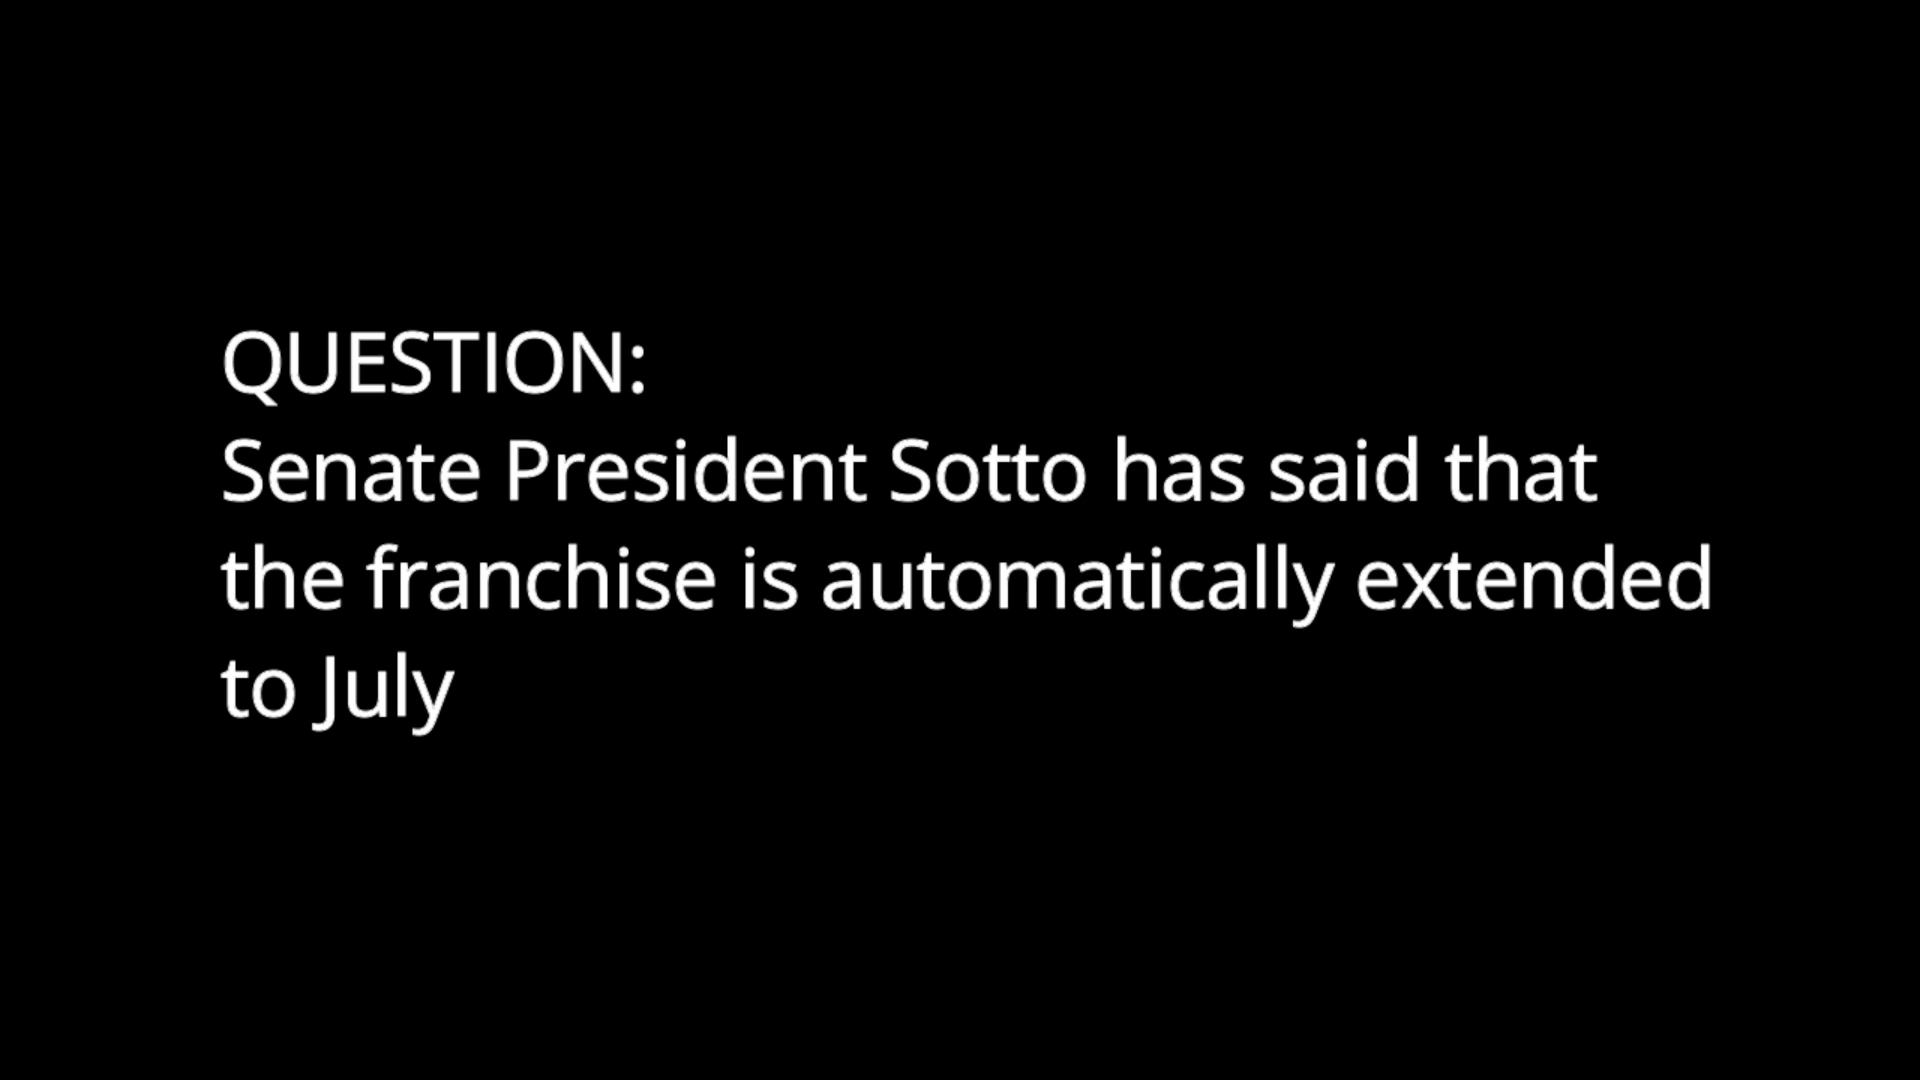 QUESTION:
Senate President Sotto has said that
the franchise is automatically extended
to July